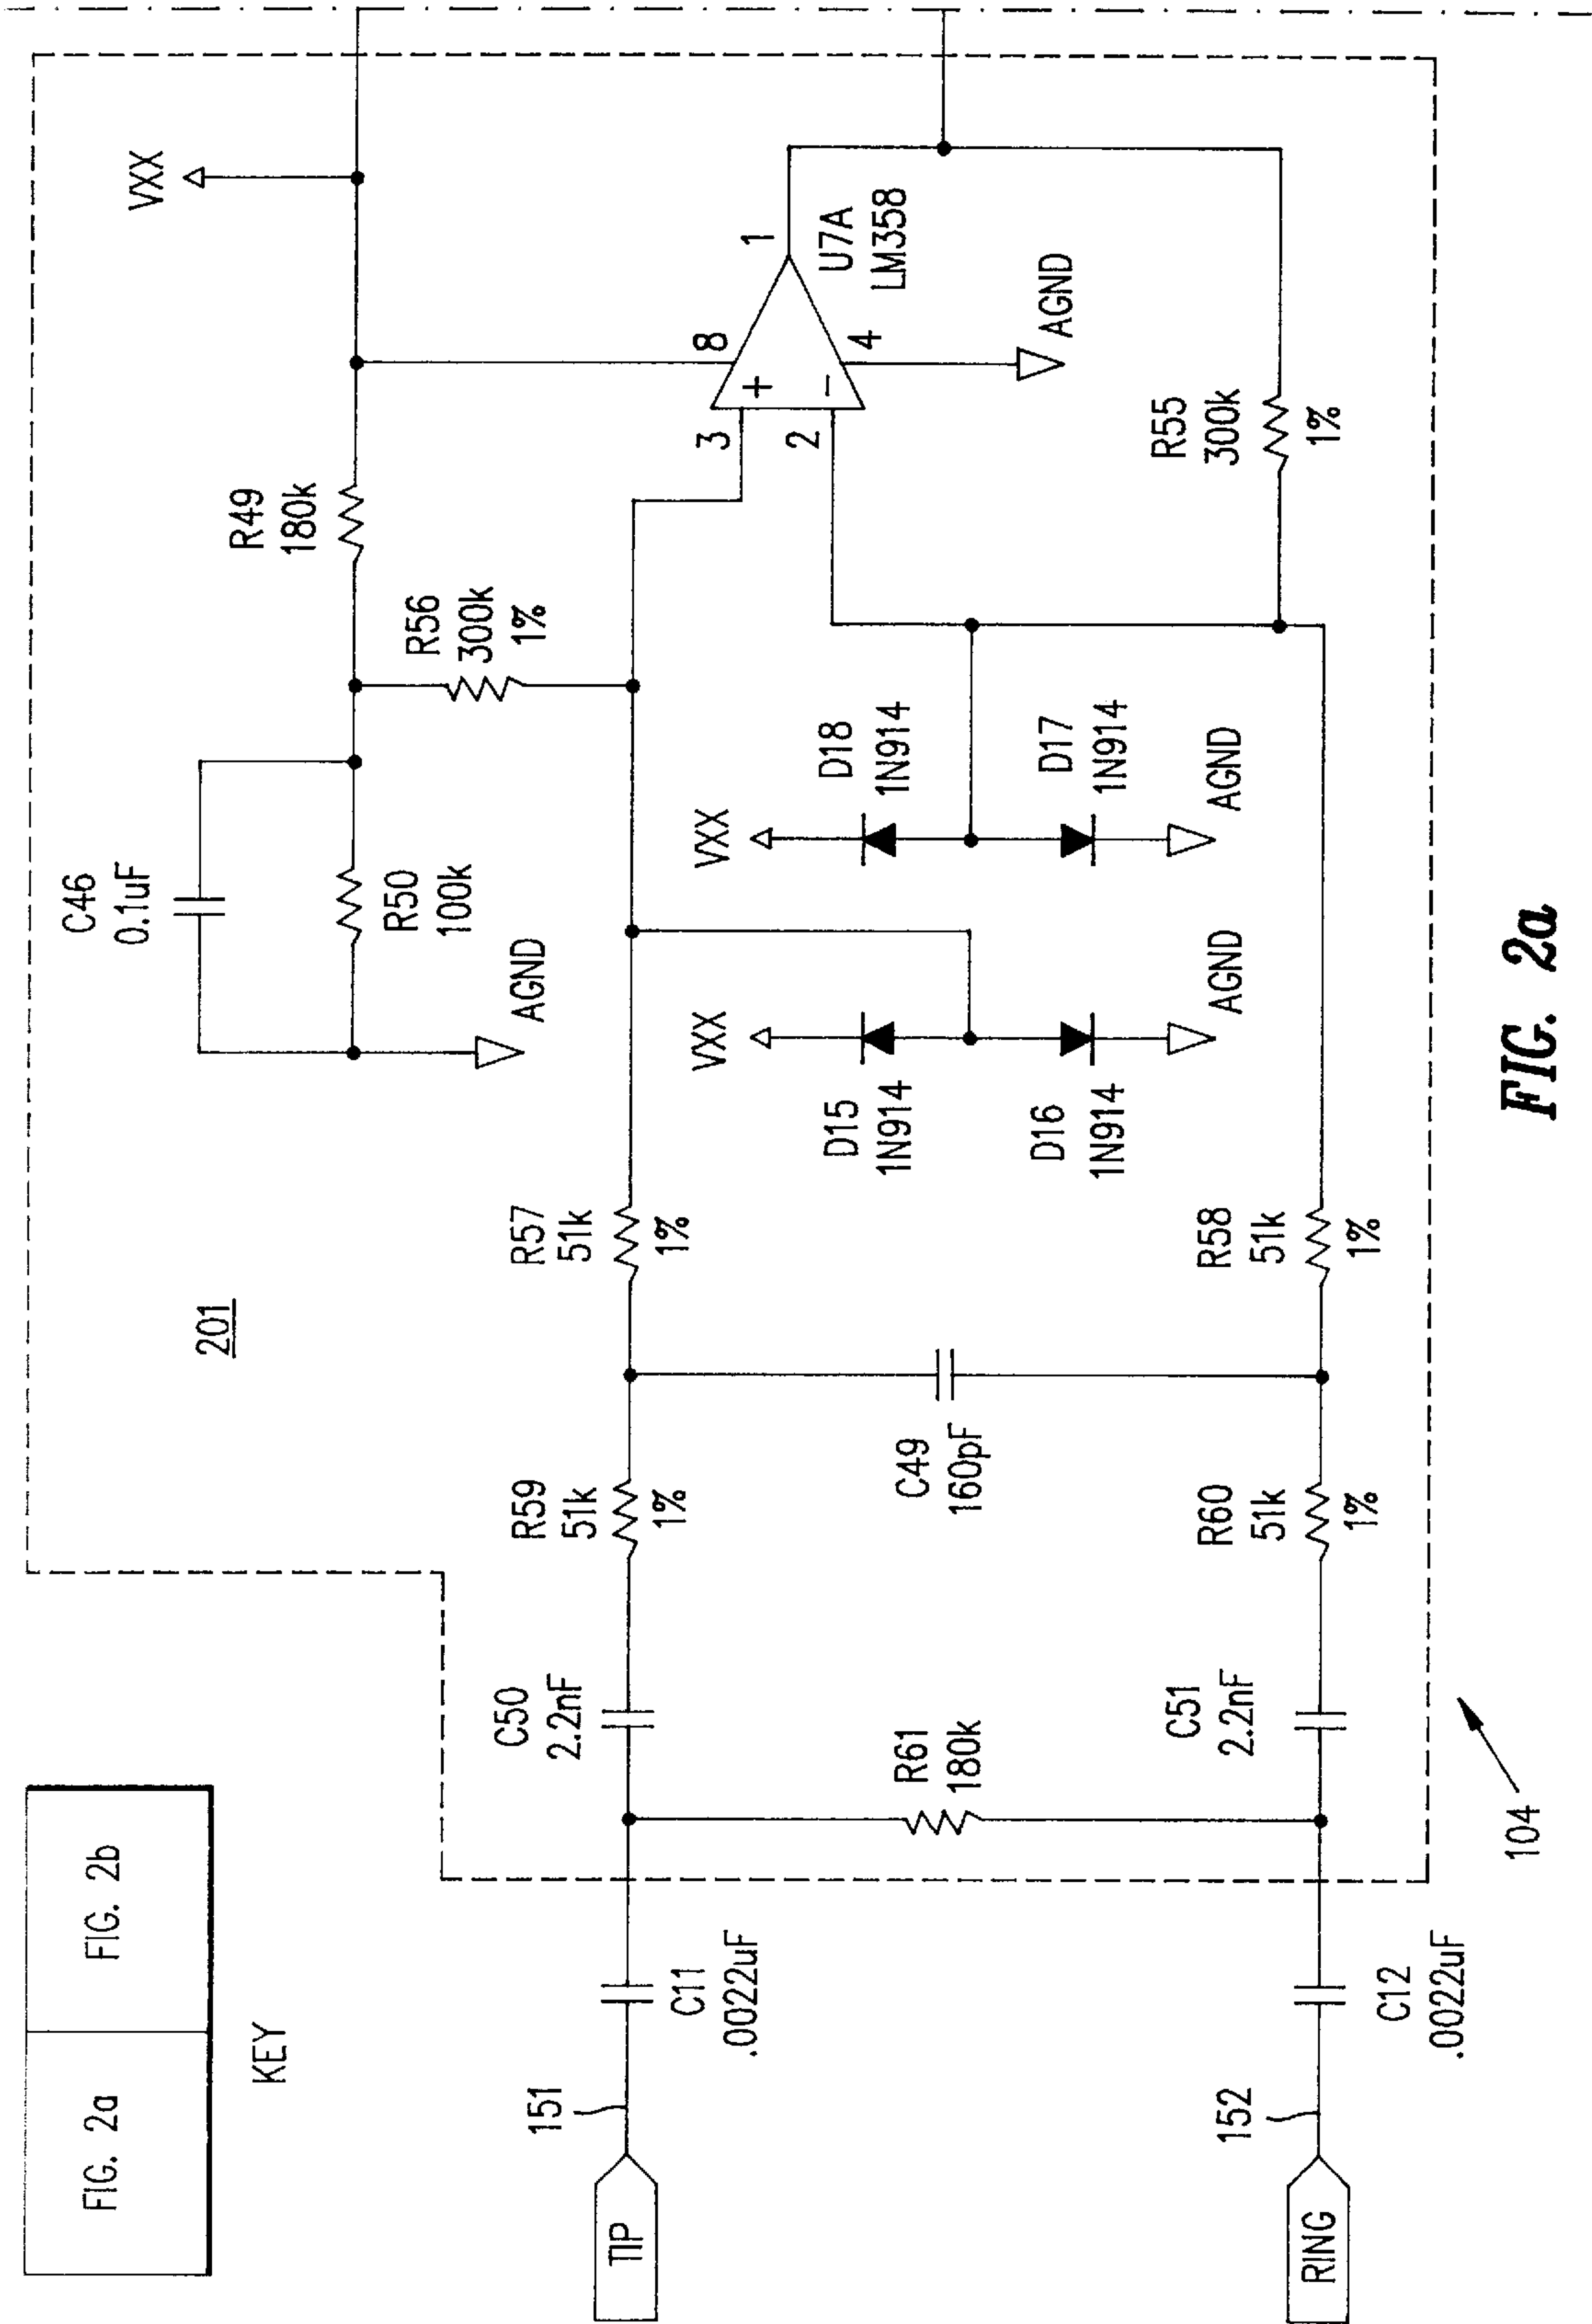 FIG. 2a
FIG. 2b
KEY
TIP
151
C11
.0022uF
RING
152
C12
.0022uF
104
201
R61
180k
C50
2.2nF
C51
2.2nF
R59
51k
1%
R60
51k
1%
C49
160pF
R57
51k
1%
R58
51k
1%
C46
0.1uF
R50
100k
AGND
R49
180k
R56
300k
1%
VXX
VXX
D15
1N914
D16
1N914
AGND
VXX
D18
1N914
D17
1N914
AGND
3
2
8
4
1
+
-
U7A
LM358
AGND
R55
300k
1%
FIG. 2a